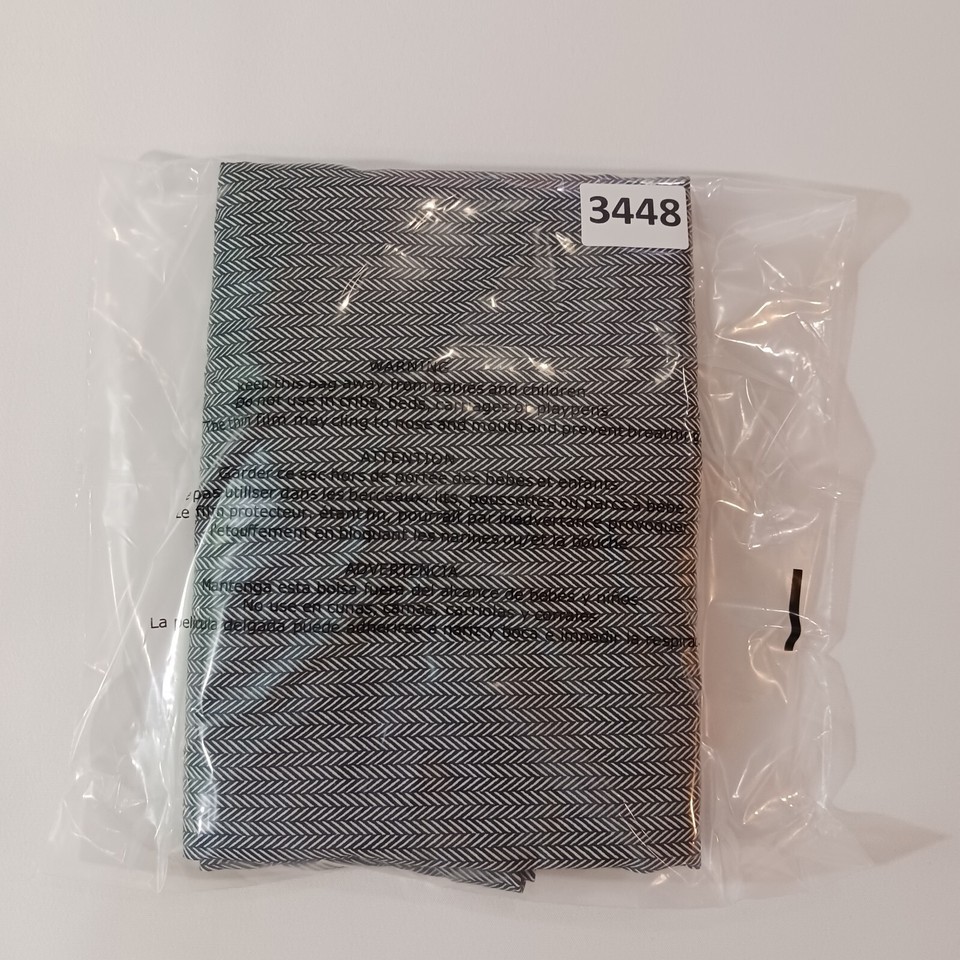 3448
WARNING
Keep this bag away from babies and children
Do not use in cribs, beds, carriages or playpens
The thin film may cling to nose and mouth and prevent breathing
ATTENTION
Garder ce sac hors de portée des bébés et enfants
pas utiliser dans les berceaux, lits, poussettes ou parc à bébé
Le film protecteur, étant fin, pourrait par inadvertance provoquer
l'étouffement en bloquant les narines ou/et la bouche
ADVERTENCIA
Mantenga esta bolsa fuera del alcance de bebés y niños
No use en cunas, camas, carriolas y corrales
La película delgada puede adherirse a nariz y boca e impedir la respira